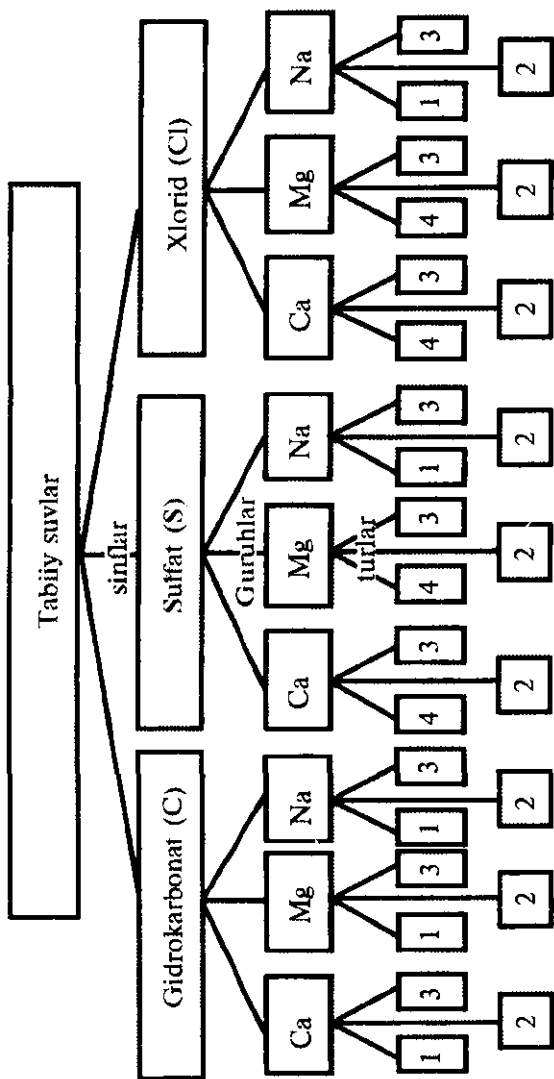 Tabiiy suvlar
sinflar
Gidrokarbonat (C) Sulfat (S) Xlorid (Cl)
Guruhlar
Ca Mg Na Ca Mg Na Ca Mg Na
turlar
1 3 1 3 1 3 4 3 4 3 1 3 4 3 4 3 1 3
2 2 2 2 2 2 2 2 2